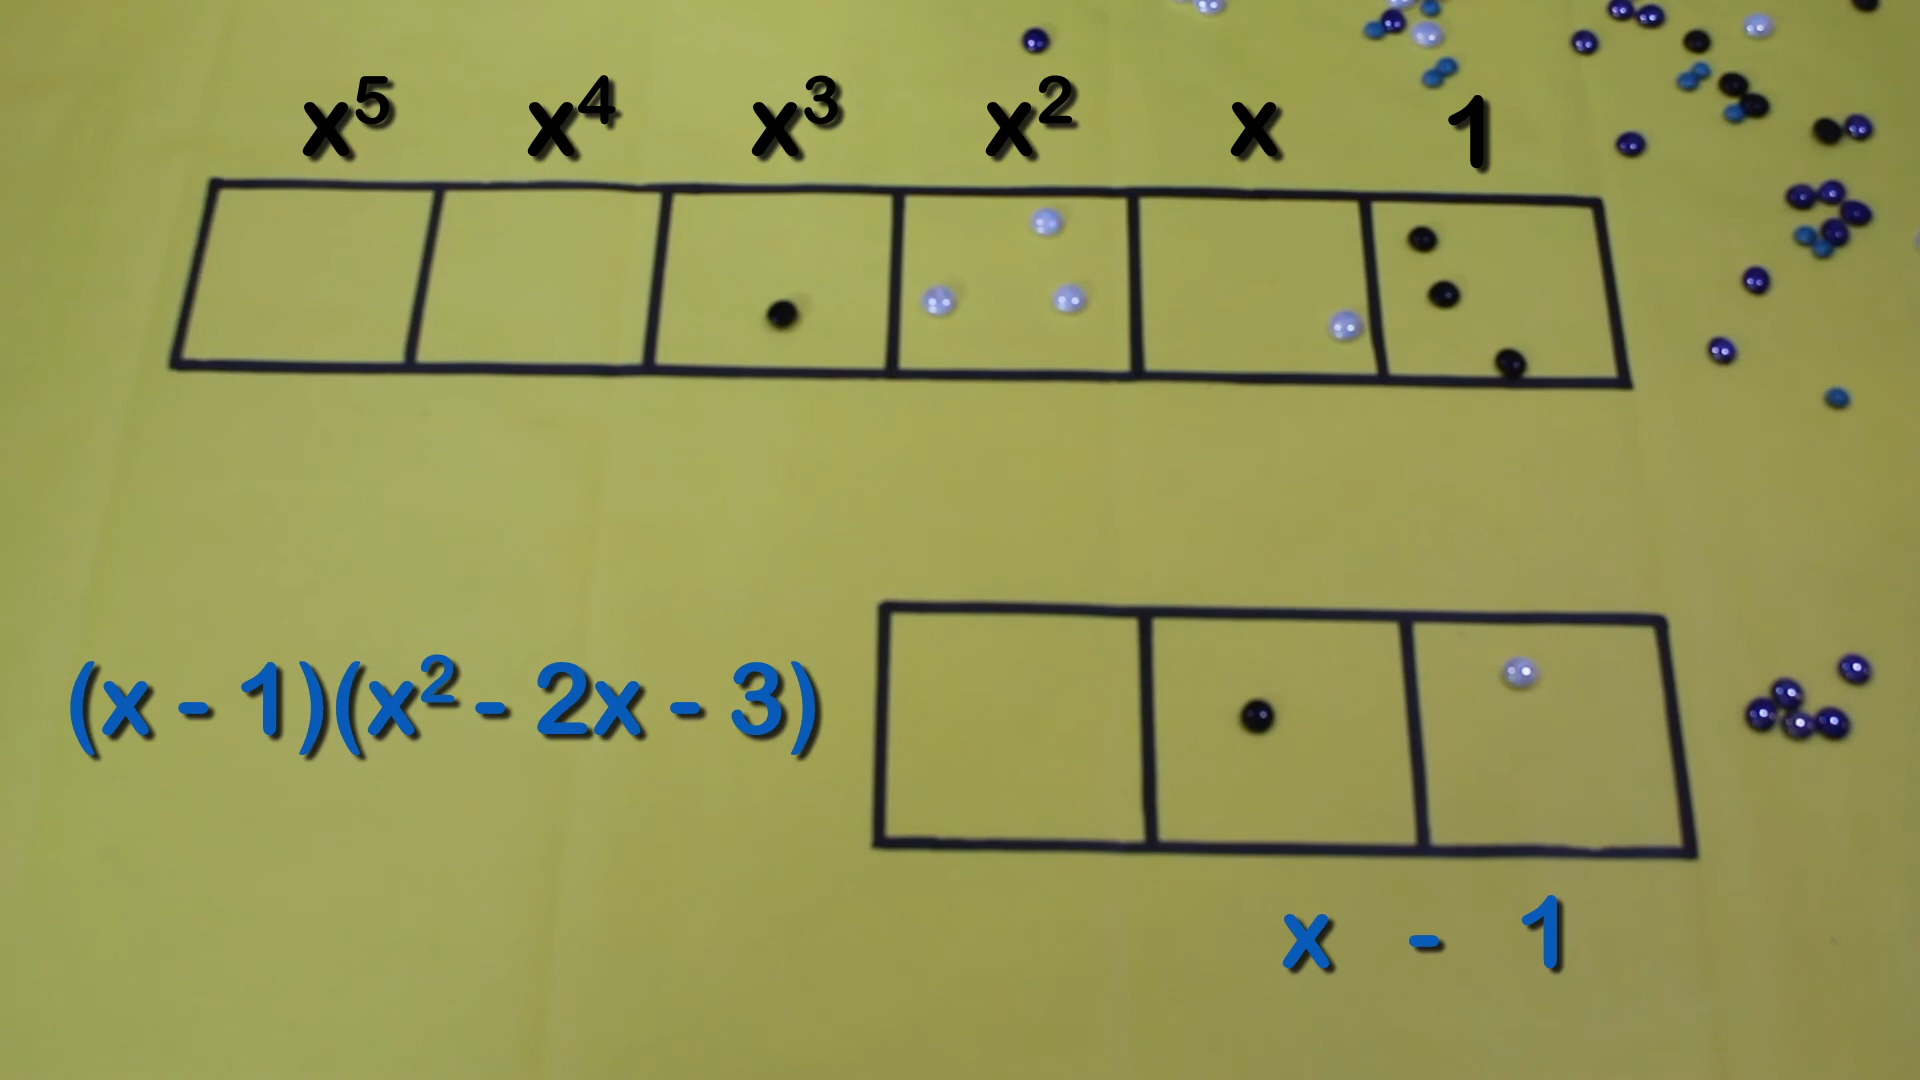 x⁵ x⁴ x³ x² x 1
(x - 1)(x² - 2x - 3)
x - 1